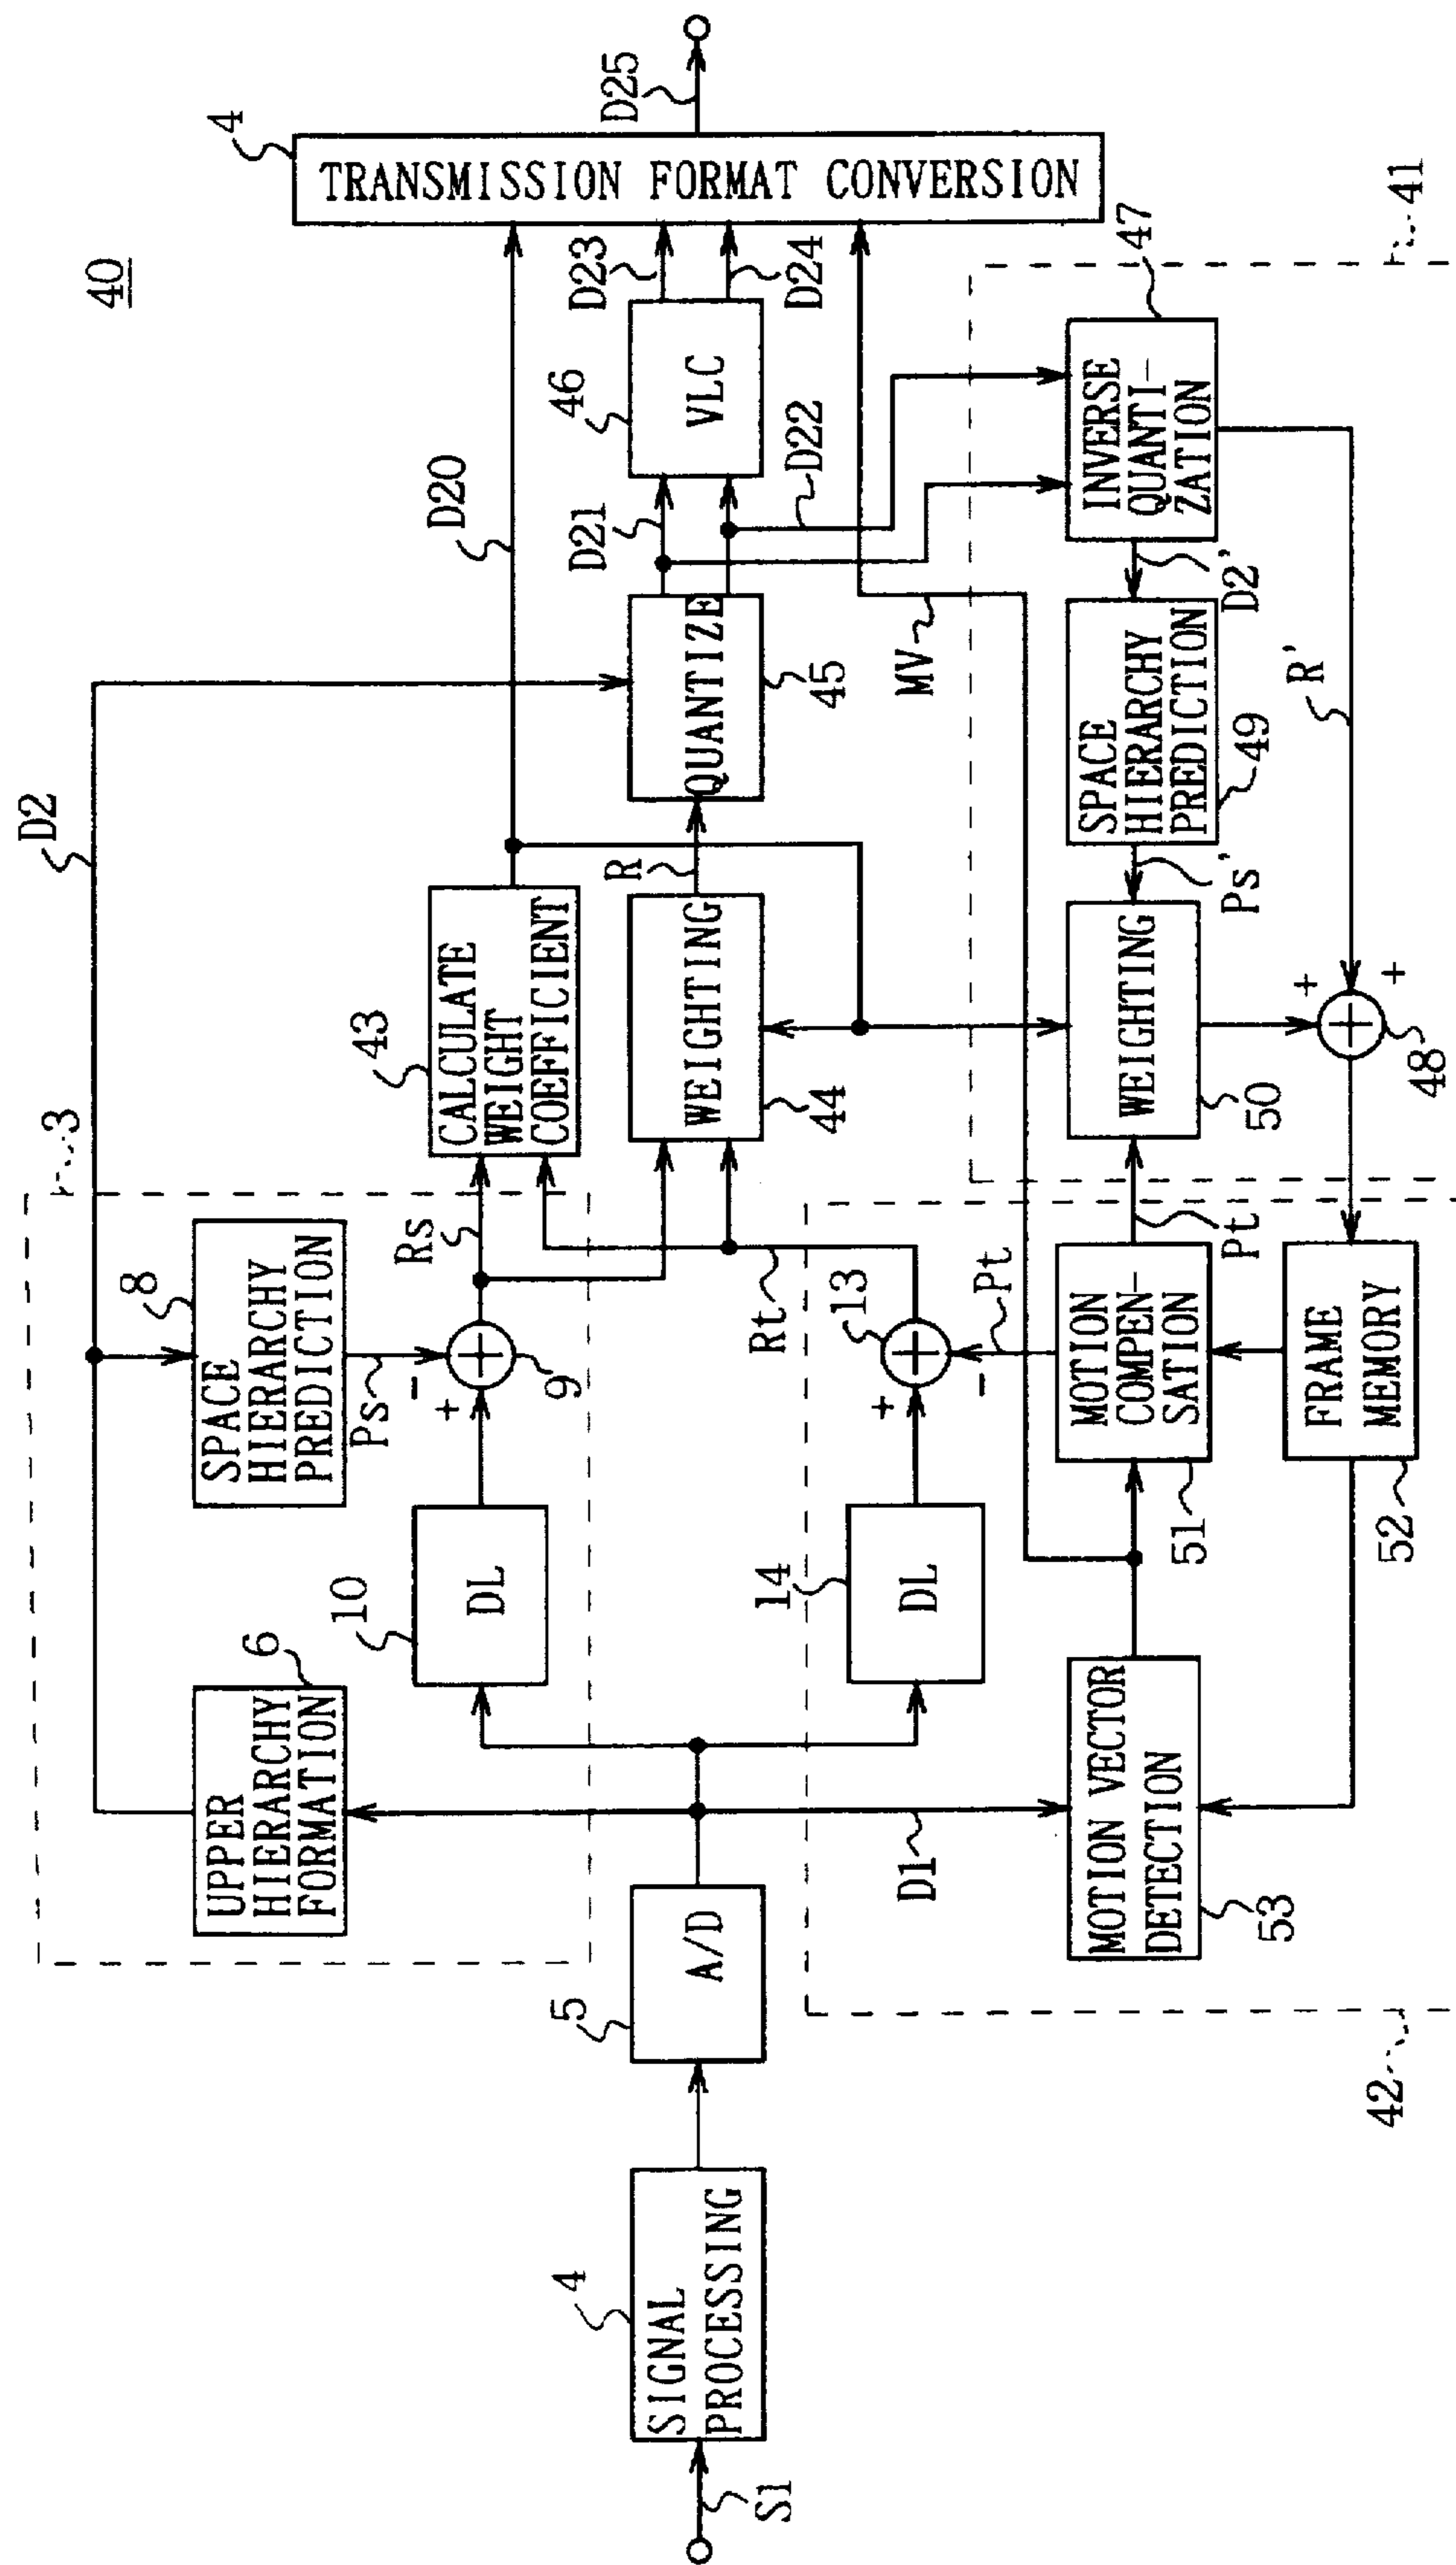 40
S1
4
SIGNAL
PROCESSING
5
A/D
3
6
UPPER
HIERARCHY
FORMATION
8
SPACE
HIERARCHY
PREDICTION
D2
10
DL
Ps
-
+
9
Rs
43
CALCULATE
WEIGHT
COEFFICIENT
D20
WEIGHTING
44
R
QUANTIZE
45
D21
D22
46
VLC
D23
D24
4
TRANSMISSION FORMAT CONVERSION
D25
D1
14
DL
+
13
-
Pt
Rt
MV
42
MOTION VECTOR
DETECTION
53
MOTION
COMPEN-
SATION
51
Pt
FRAME
MEMORY
52
41
WEIGHTING
50
Ps'
SPACE
HIERARCHY
PREDICTION
49
D2'
INVERSE
QUANTI-
ZATION
47
R'
+
+
48